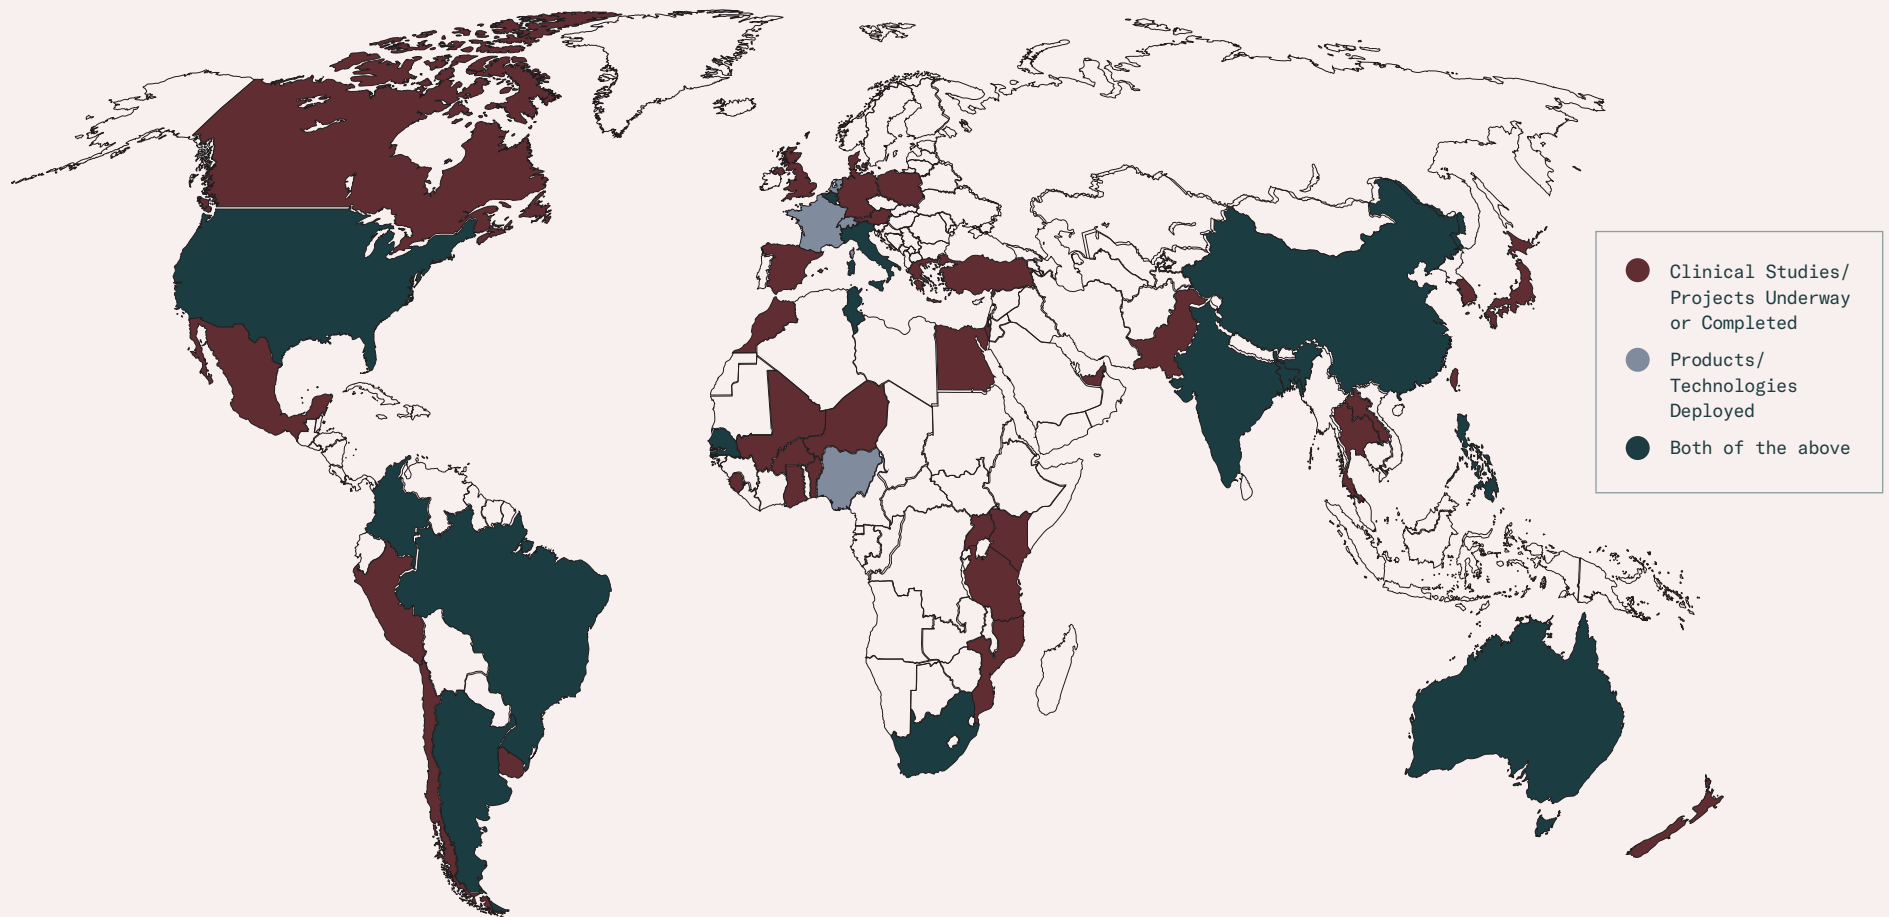 Clinical Studies/
Projects Underway
or Completed
Products/
Technologies
Deployed
Both of the above